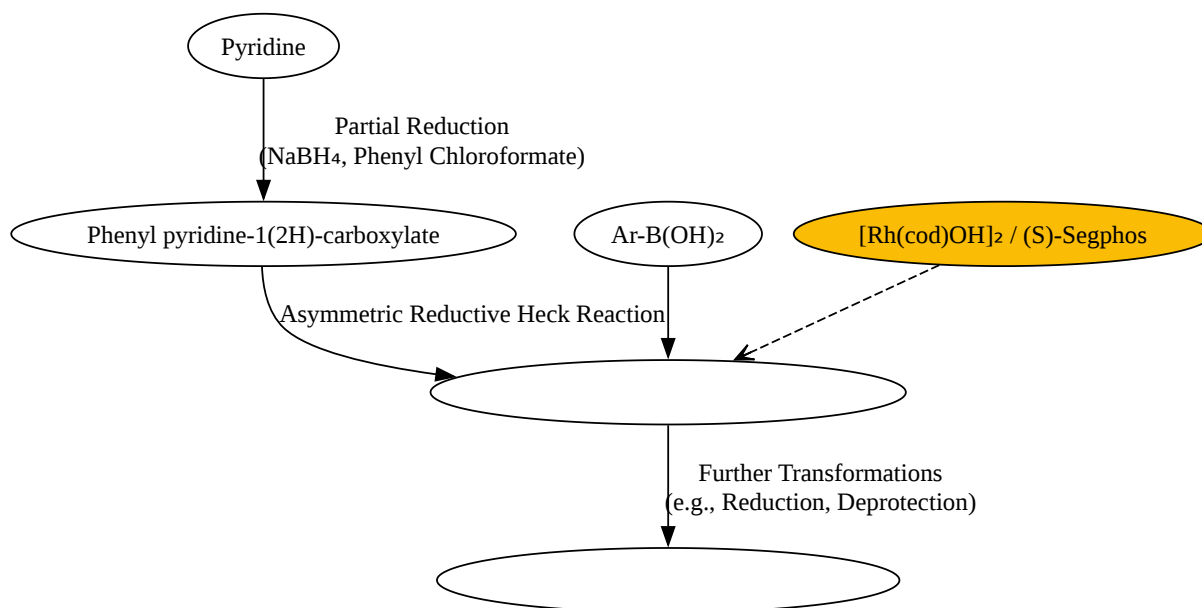 Pyridine
Partial Reduction
(NaBH₄, Phenyl Chloroformate)
Phenyl pyridine-1(2H)-carboxylate
Ar-B(OH)₂
[Rh(cod)OH]₂ / (S)-Segphos
Asymmetric Reductive Heck Reaction
Further Transformations
(e.g., Reduction, Deprotection)